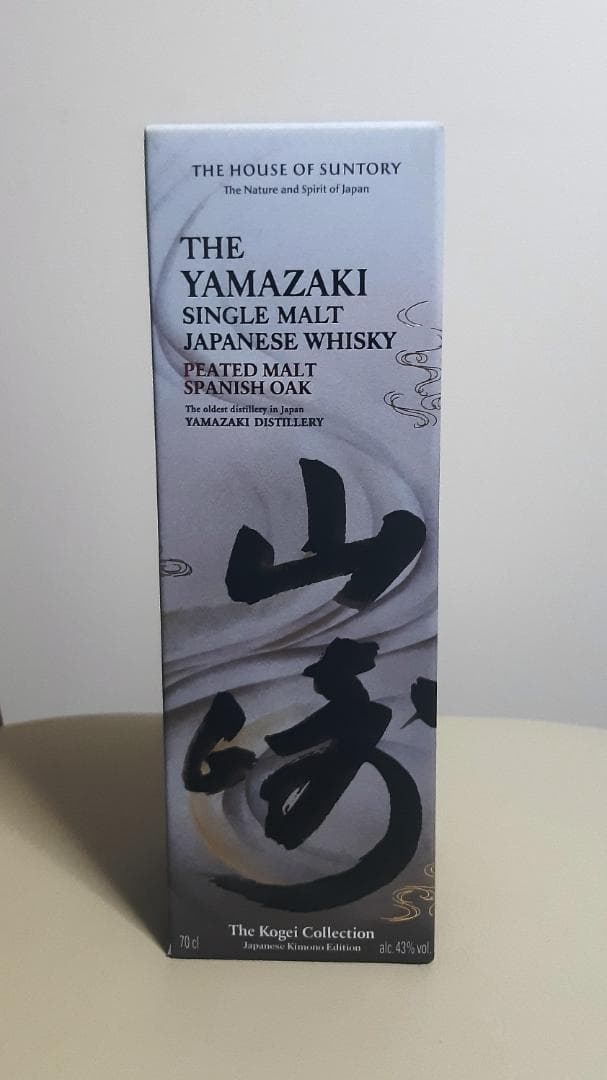 THE HOUSE OF SUNTORY
The Nature and Spirit of Japan
THE
YAMAZAKI
SINGLE MALT
JAPANESE WHISKY
PEATED MALT
SPANISH OAK
The oldest distillery in Japan
YAMAZAKI DISTILLERY
山
崎
The Kogei Collection
70 cl Japanese Kimono Edition alc. 43% vol.